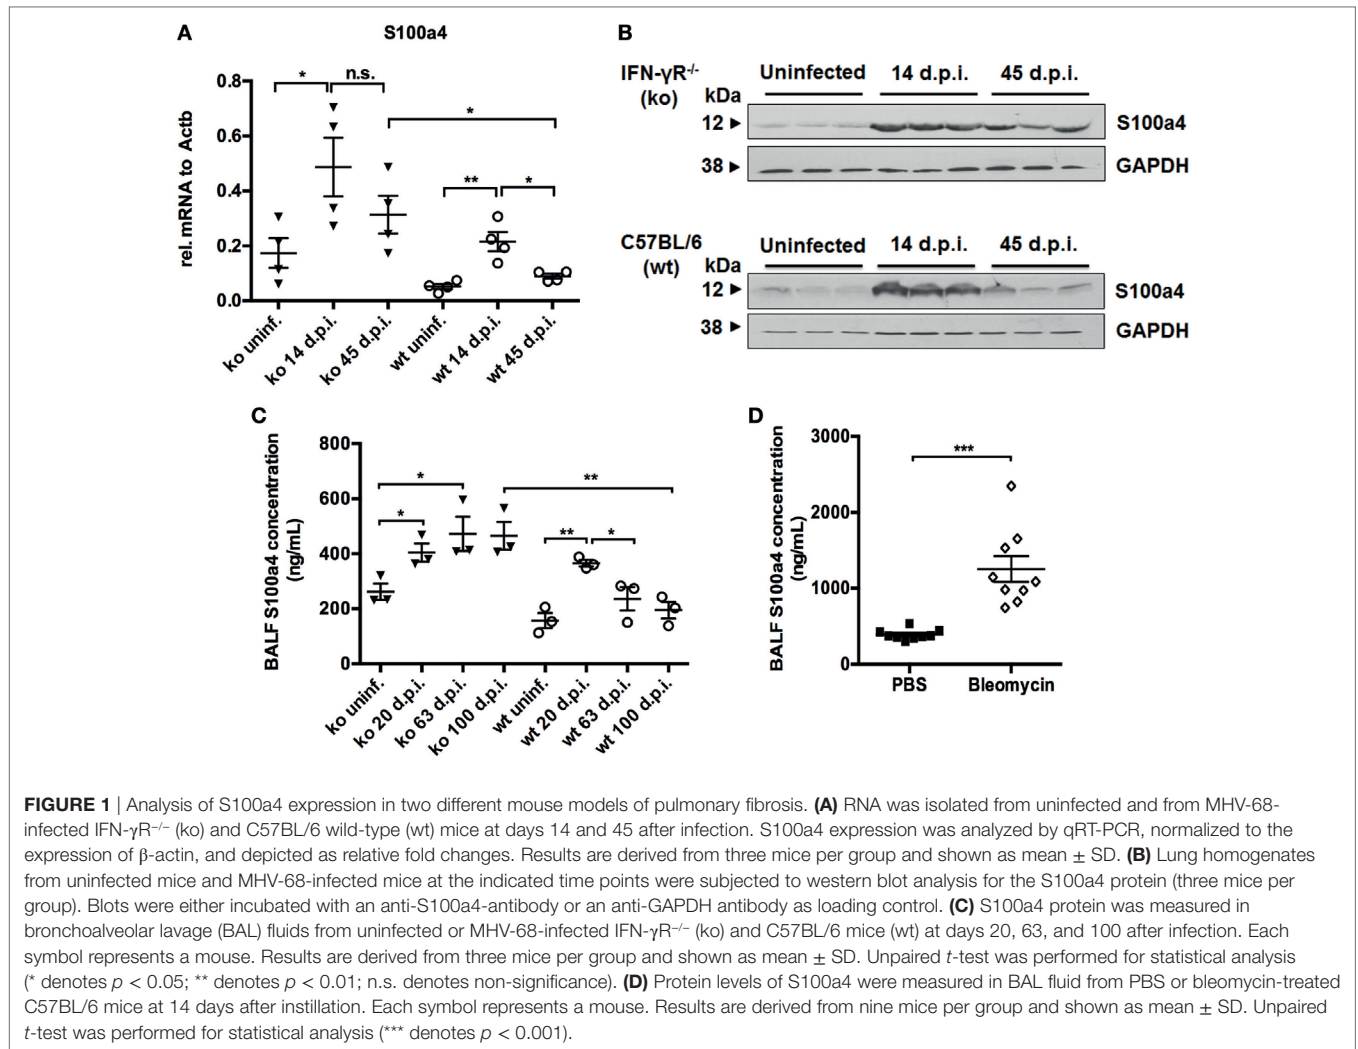 A
S100a4
rel. mRNA to Actb
0.8
0.6
0.4
0.2
0.0
*
n.s.
*
**
*
ko uninf.
ko 14 d.p.i.
ko 45 d.p.i.
wt uninf.
wt 14 d.p.i.
wt 45 d.p.i.
B
IFN-γR-/-
(ko)
kDa
Uninfected
14 d.p.i.
45 d.p.i.
12
S100a4
38
GAPDH
C57BL/6
(wt)
kDa
Uninfected
14 d.p.i.
45 d.p.i.
12
S100a4
38
GAPDH
C
BALF S100a4 concentration
(ng/mL)
800
600
400
200
0
*
*
**
**
*
ko uninf.
ko 20 d.p.i.
ko 63 d.p.i.
ko 100 d.p.i.
wt uninf.
wt 20 d.p.i.
wt 63 d.p.i.
wt 100 d.p.i.
D
BALF S100a4 concentration
(ng/mL)
3000
2000
1000
0
***
PBS
Bleomycin
FIGURE 1 | Analysis of S100a4 expression in two different mouse models of pulmonary fibrosis. (A) RNA was isolated from uninfected and from MHV-68-
infected IFN-γR−/− (ko) and C57BL/6 wild-type (wt) mice at days 14 and 45 after infection. S100a4 expression was analyzed by qRT-PCR, normalized to the
expression of β-actin, and depicted as relative fold changes. Results are derived from three mice per group and shown as mean ± SD. (B) Lung homogenates
from uninfected mice and MHV-68-infected mice at the indicated time points were subjected to western blot analysis for the S100a4 protein (three mice per
group). Blots were either incubated with an anti-S100a4-antibody or an anti-GAPDH antibody as loading control. (C) S100a4 protein was measured in
bronchoalveolar lavage (BAL) fluids from uninfected or MHV-68-infected IFN-γR−/− (ko) and C57BL/6 mice (wt) at days 20, 63, and 100 after infection. Each
symbol represents a mouse. Results are derived from three mice per group and shown as mean ± SD. Unpaired t-test was performed for statistical analysis
(* denotes p < 0.05; ** denotes p < 0.01; n.s. denotes non-significance). (D) Protein levels of S100a4 were measured in BAL fluid from PBS or bleomycin-treated
C57BL/6 mice at 14 days after instillation. Each symbol represents a mouse. Results are derived from nine mice per group and shown as mean ± SD. Unpaired
t-test was performed for statistical analysis (*** denotes p < 0.001).